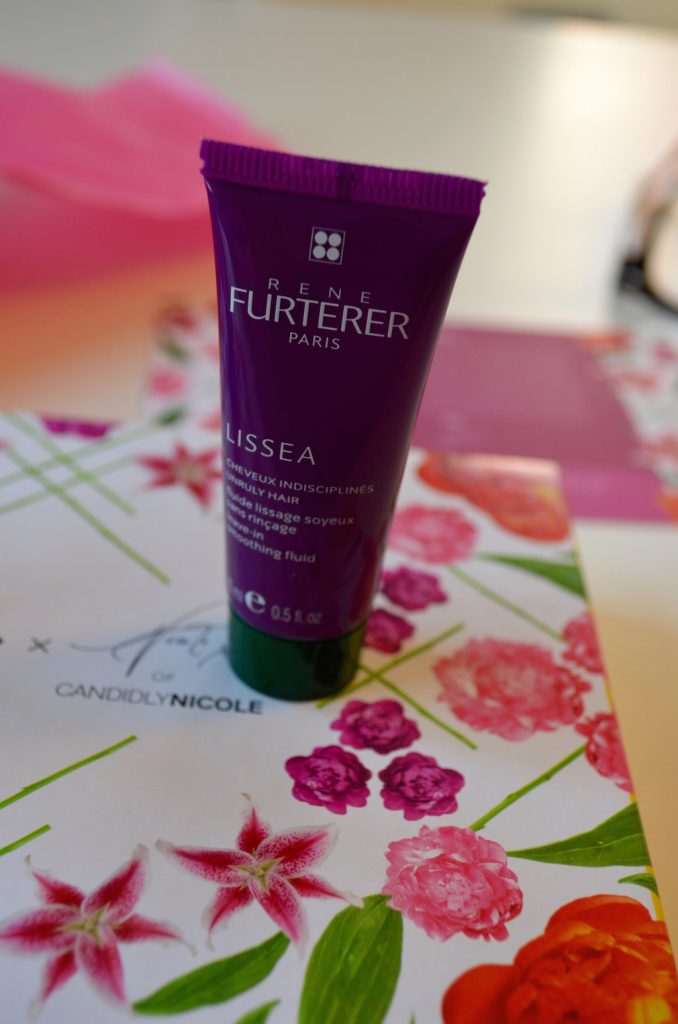 RENE
FURTERER
PARIS
LISSEA
CHEVEUX INDISCIPLINÉS
UNRULY HAIR
fluide lissage soyeux
sans rinçage
leave-in
smoothing fluid
e 0.5 fl.oz
x
OF
CANDIDLYNICOLE